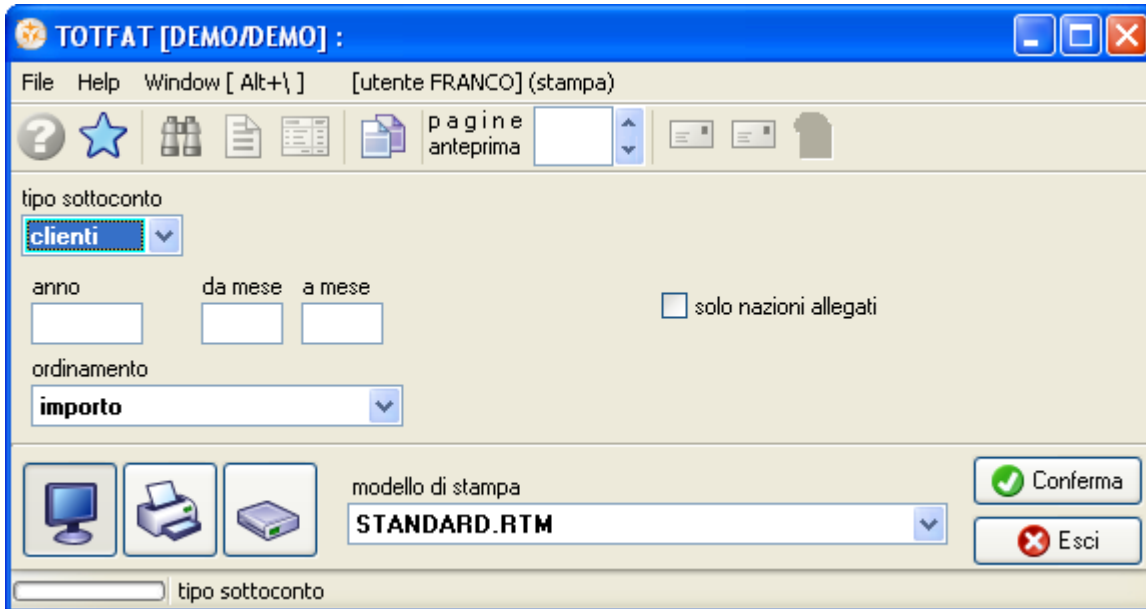 TOTFAT [DEMO/DEMO] :
File Help Window [ Alt+\ ] [utente FRANCO] (stampa)
pagine
anteprima
tipo sottoconto
clienti
anno da mese a mese
solo nazioni allegati
ordinamento
importo
modello di stampa
STANDARD.RTM
Conferma
Esci
tipo sottoconto